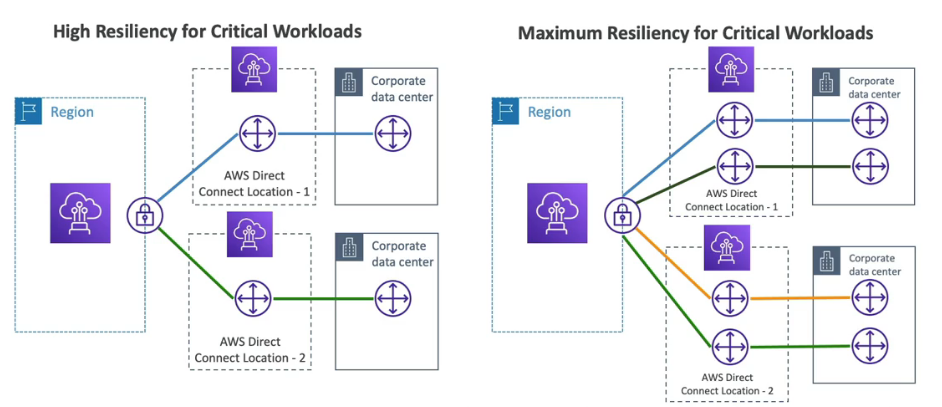 High Resiliency for Critical Workloads
Region
Corporate
data center
AWS Direct
Connect Location - 1
Corporate
data center
AWS Direct
Connect Location - 2
Maximum Resiliency for Critical Workloads
Region
Corporate
data center
AWS Direct
Connect Location - 1
Corporate
data center
AWS Direct
Connect Location - 2